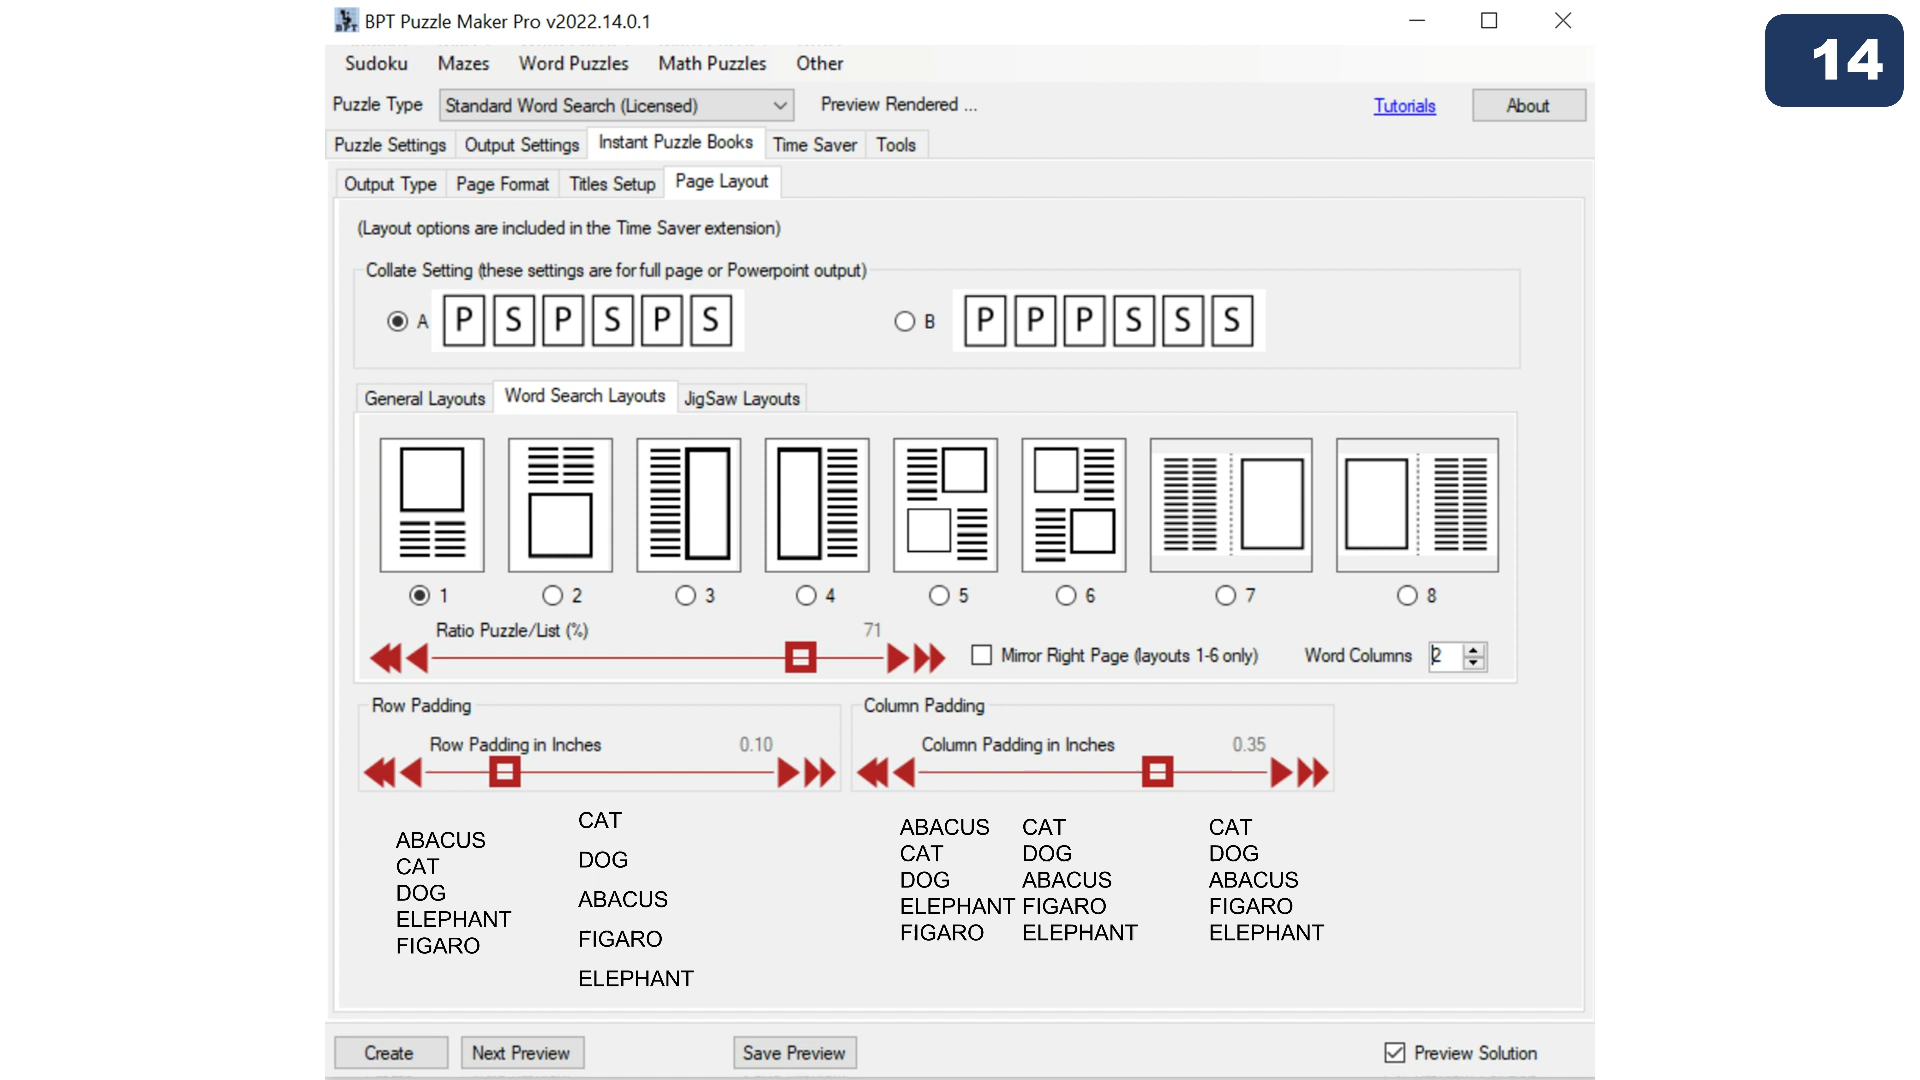 BPT Puzzle Maker Pro v2022.14.0.1
14
Sudoku Mazes Word Puzzles Math Puzzles Other
Puzzle Type Standard Word Search (Licensed) Preview Rendered ... Tutorials About
Puzzle Settings Output Settings Instant Puzzle Books Time Saver Tools
Output Type Page Format Titles Setup Page Layout
(Layout options are included in the Time Saver extension)
Collate Setting (these settings are for full page or Powerpoint output)
A P S P S P S B P P P S S S
General Layouts Word Search Layouts JigSaw Layouts
1 2 3 4 5 6 7 8
Ratio Puzzle/List (%) 71
Mirror Right Page (layouts 1-6 only) Word Columns 2
Row Padding Column Padding
Row Padding in Inches 0.10 Column Padding in Inches 0.35
ABACUS
CAT
DOG
ELEPHANT
FIGARO
CAT
DOG
ABACUS
FIGARO
ELEPHANT
ABACUS CAT CAT
CAT DOG DOG
DOG ABACUS ABACUS
ELEPHANT FIGARO FIGARO
FIGARO ELEPHANT ELEPHANT
Create Next Preview Save Preview Preview Solution